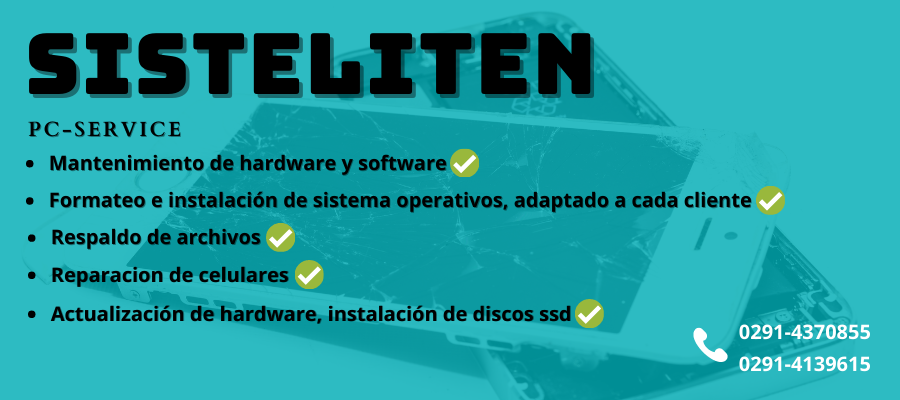 SISTELITEN
PC-SERVICE
• Mantenimiento de hardware y software
• Formateo e instalación de sistema operativos, adaptado a cada cliente
• Respaldo de archivos
• Reparacion de celulares
• Actualización de hardware, instalación de discos ssd
0291-4370855
0291-4139615